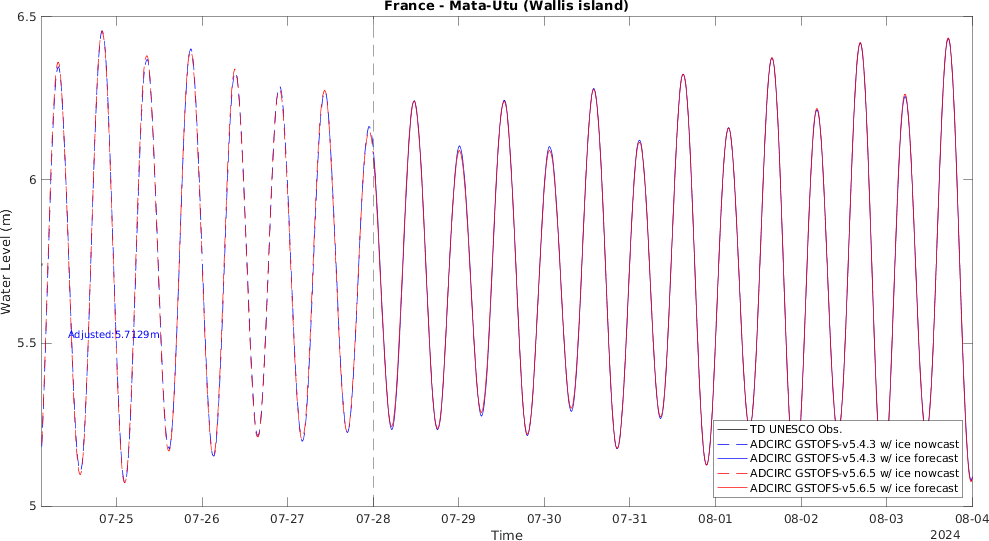 France - Mata-Utu (Wallis island)
6.5
6
5.5
5
Water Level (m)
Adjusted:5.7129m
TD UNESCO Obs.
ADCIRC GSTOFS-v5.4.3 w/ ice nowcast
ADCIRC GSTOFS-v5.4.3 w/ ice forecast
ADCIRC GSTOFS-v5.6.5 w/ ice nowcast
ADCIRC GSTOFS-v5.6.5 w/ ice forecast
07-25 07-26 07-27 07-28 07-29 07-30 07-31 08-01 08-02 08-03 08-04
Time
2024